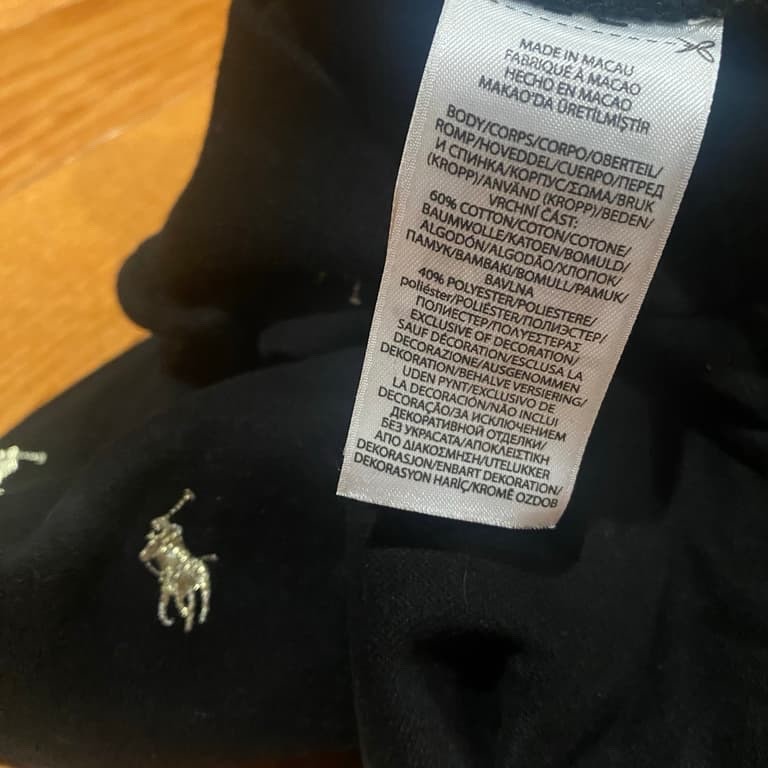 MADE IN MACAU
FABRIQUÉ À MACAO
HECHO EN MACAO
MAKAO'DA ÜRETİLMİŞTİR
BODY/CORPS/CORPO/OBERTEIL/
ROMP/HOVEDDEL/CUERPO/ПЕРЕД
И СПИНКА/КОРПУС/ΣΩΜΑ/BRUK
(KROPP)/ANVÄND (KROPP)/BEDEN/
VRCHNÍ ČÁST:
60% COTTON/COTON/COTONE/
BAUMWOLLE/KATOEN/BOMULD/
ALGODÓN/ALGODÃO/ХЛОПОК/
ПАМУК/ΒΑΜΒΑΚΙ/BOMULL/PAMUK/
BAVLNA
40% POLYESTER/POLIESTERE/
poliéster/POLIÉSTER/ПОЛИЭСТЕР/
ПОЛИЕСТЕР/ΠΟΛΥΕΣΤΕΡΑΣ
EXCLUSIVE OF DECORATION/
SAUF DÉCORATION/ESCLUSA LA
DECORAZIONE/AUSGENOMMEN
DEKORATION/BEHALVE VERSIERING/
UDEN PYNT/EXCLUSIVO DE
LA DECORACIÓN/NÃO INCLUI
DECORAÇÃO/ЗА ИСКЛЮЧЕНИЕМ
ДЕКОРАТИВНОЙ ОТДЕЛКИ/
БЕЗ УКРАСАТА/ΑΠΟΚΛΕΙΣΤΙΚΗ
ΑΠΟ ΔΙΑΚΟΣΜΗΣΗ/UTELUKKER
DEKORASJON/ENBART DEKORATION/
DEKORASYON HARİÇ/KROMĚ OZDOB